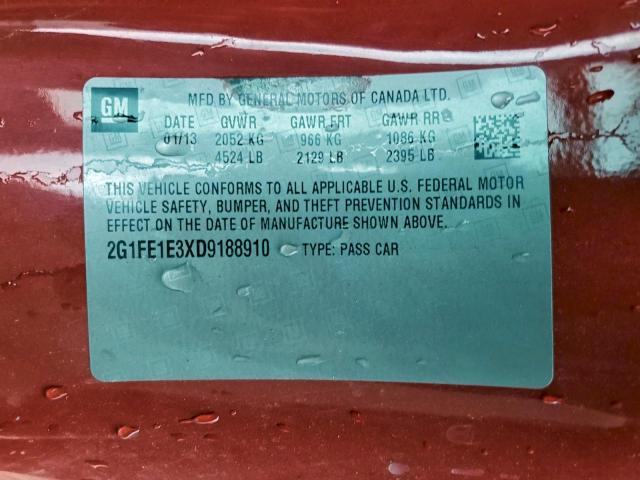 GM
MFD BY GENERAL MOTORS OF CANADA LTD.
DATE GVWR GAWR FRT GAWR RR
01/13 2052 KG 966 KG 1086 KG
4524 LB 2129 LB 2395 LB
THIS VEHICLE CONFORMS TO ALL APPLICABLE U.S. FEDERAL MOTOR
VEHICLE SAFETY, BUMPER, AND THEFT PREVENTION STANDARDS IN
EFFECT ON THE DATE OF MANUFACTURE SHOWN ABOVE.
2G1FE1E3XD9188910 TYPE: PASS CAR